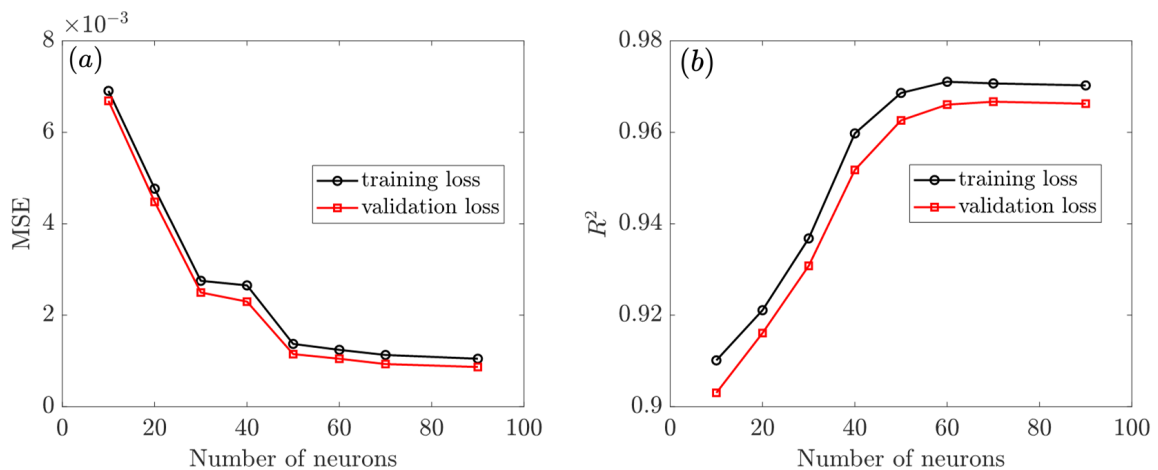 ×10⁻³
8
(a)
6
4
2
0
MSE
training loss
validation loss
0 20 40 60 80 100
Number of neurons
0.98
(b)
0.96
0.94
0.92
0.9
R²
training loss
validation loss
0 20 40 60 80 100
Number of neurons